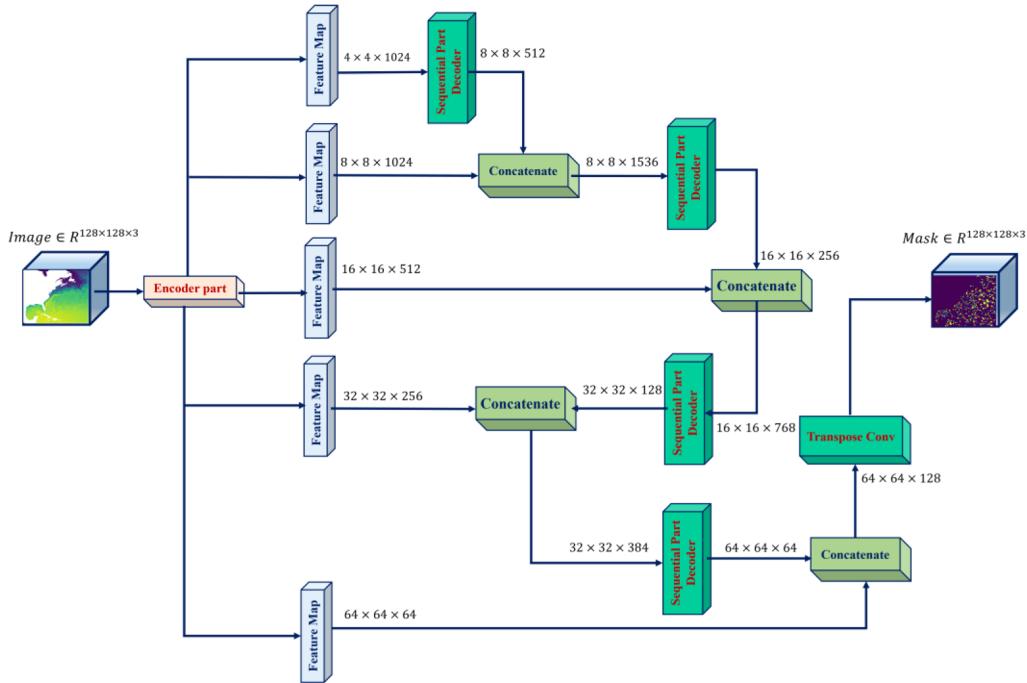 Feature Map
4 × 4 × 1024
Sequential Part
Decoder
8 × 8 × 512
Feature Map
8 × 8 × 1024
Concatenate
8 × 8 × 1536
Sequential Part
Decoder
Image ∈ R^{128×128×3}
Encoder part
Feature Map
16 × 16 × 512
16 × 16 × 256
Concatenate
Mask ∈ R^{128×128×3}
Feature Map
32 × 32 × 256
Concatenate
32 × 32 × 128
Sequential Part
Decoder
16 × 16 × 768
Transpose Conv
64 × 64 × 128
32 × 32 × 384
Sequential Part
Decoder
64 × 64 × 64
Concatenate
Feature Map
64 × 64 × 64